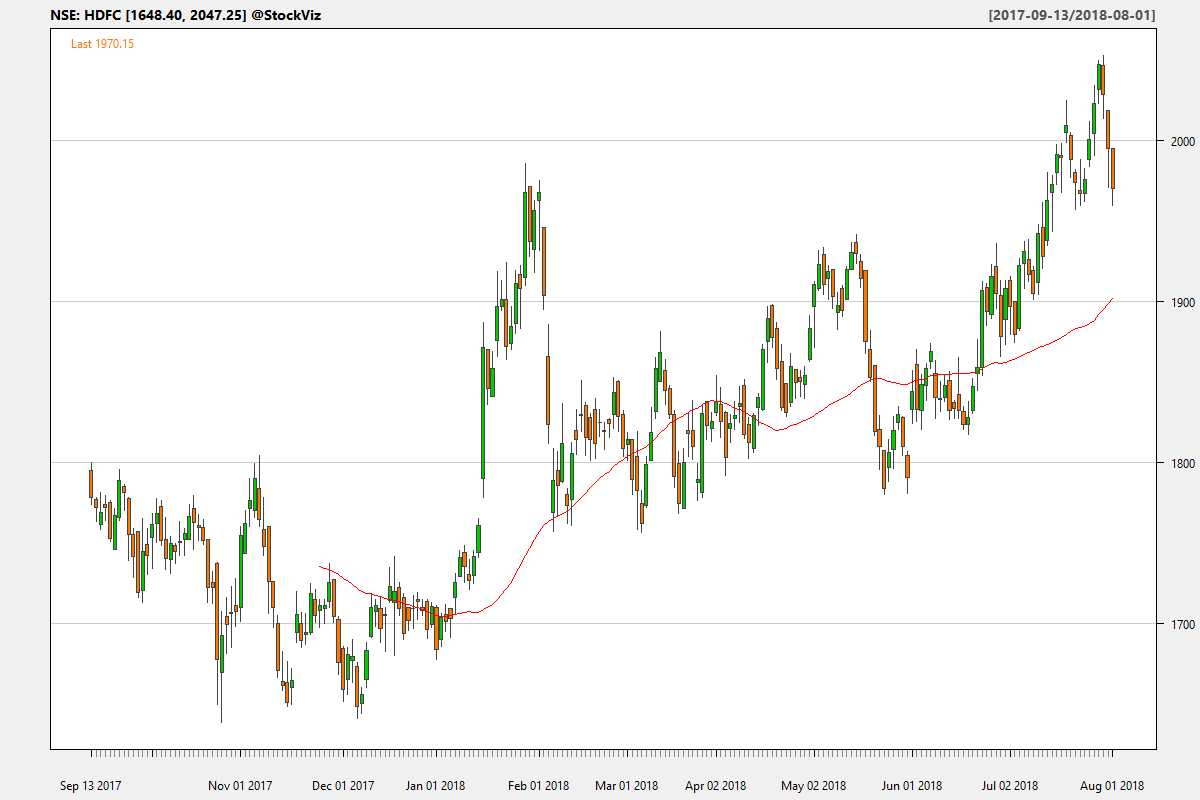 NSE: HDFC [1648.40, 2047.25] @StockViz
[2017-09-13/2018-08-01]
Last 1970.15
2000
1900
1800
1700
Sep 13 2017
Nov 01 2017
Dec 01 2017
Jan 01 2018
Feb 01 2018
Mar 01 2018
Apr 02 2018
May 02 2018
Jun 01 2018
Jul 02 2018
Aug 01 2018